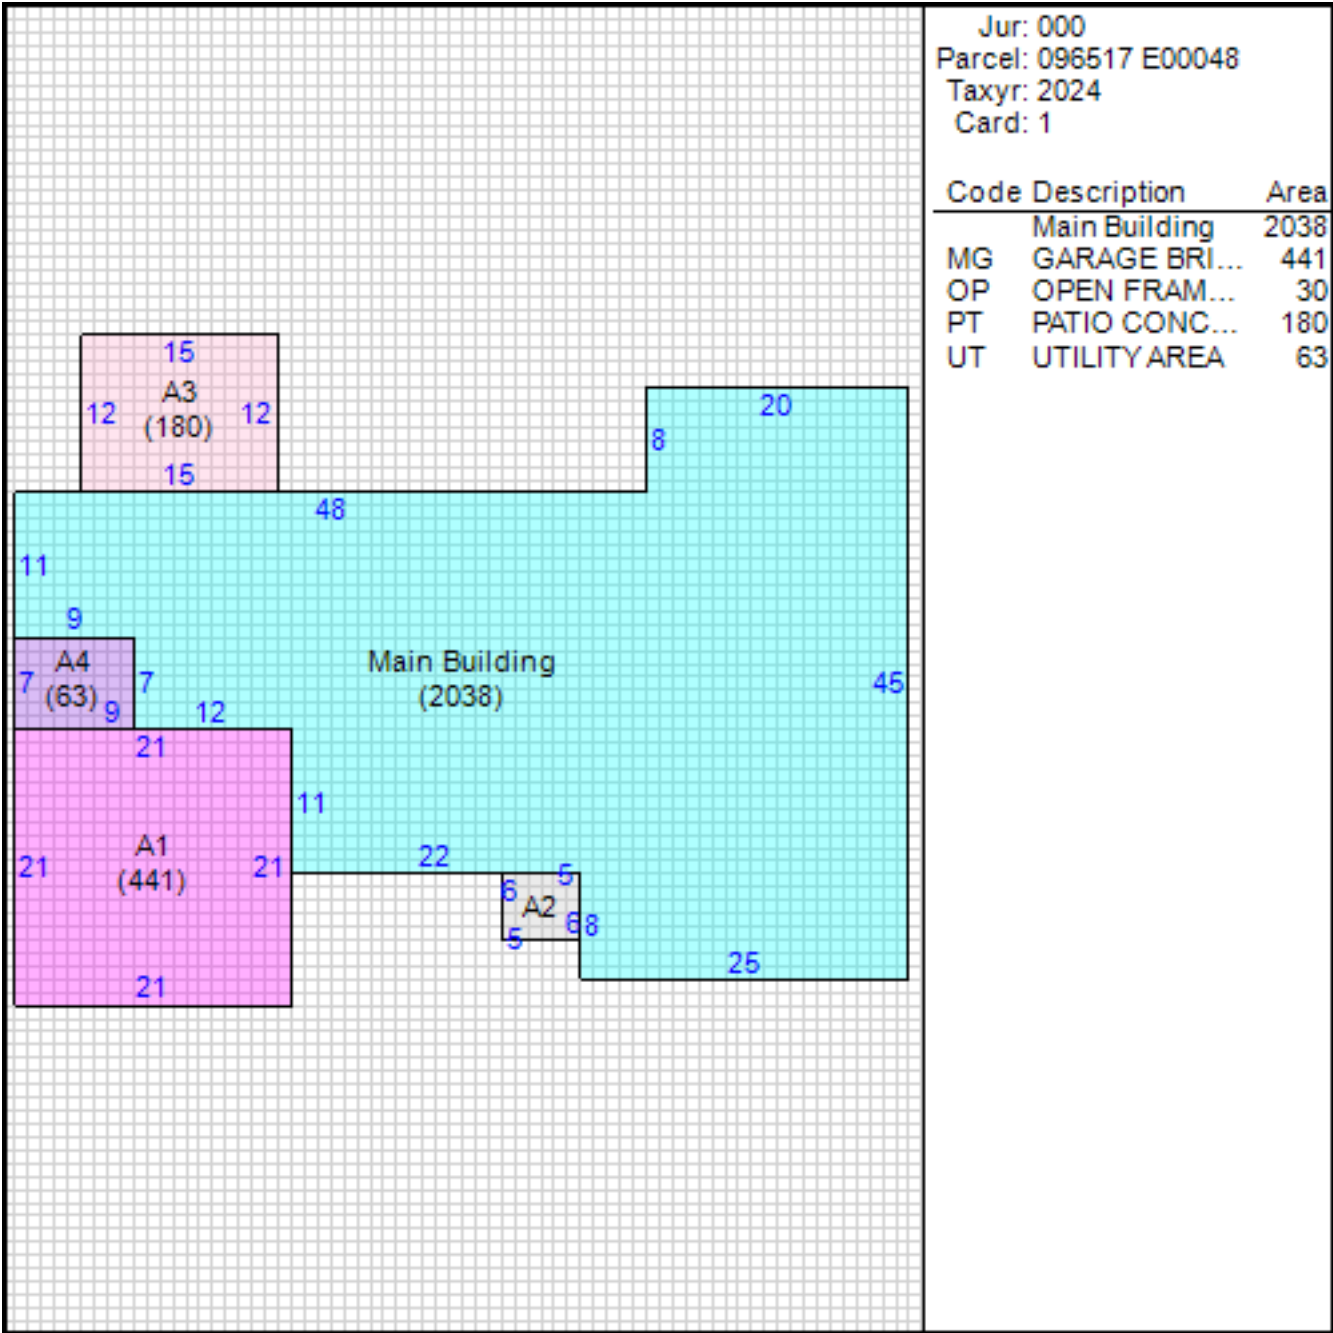 Jur: 000
Parcel: 096517 E00048
Taxyr: 2024
Card: 1
Code Description Area
Main Building 2038
MG GARAGE BRI... 441
OP OPEN FRAM... 30
PT PATIO CONC... 180
UT UTILITY AREA 63
15
A3
12 12
(180)
15
20
8
48
11
9
A4
7 7
(63) 9
12
Main Building
(2038)
45
21
11
A1
21 21
(441)
21
22
5
6
A2
6 8
5
25